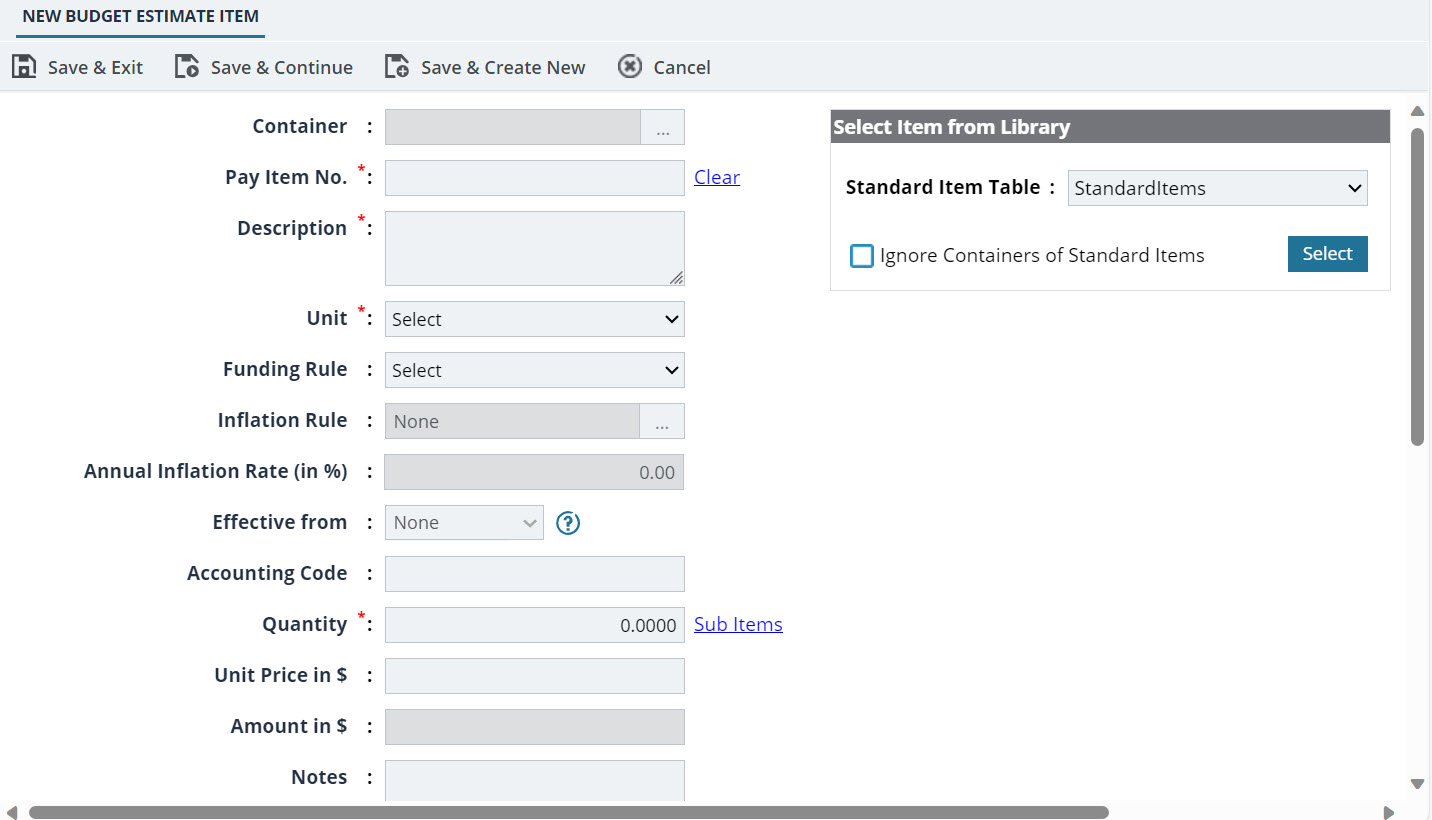 NEW BUDGET ESTIMATE ITEM
Save & Exit Save & Continue Save & Create New Cancel
Container : ...
Pay Item No. * : Clear
Description * :
Unit * : Select
Funding Rule : Select
Inflation Rule : None ...
Annual Inflation Rate (in %) : 0.00
Effective from : None ?
Accounting Code :
Quantity * : 0.0000 Sub Items
Unit Price in $ :
Amount in $ :
Notes :
Select Item from Library
Standard Item Table : StandardItems
Ignore Containers of Standard Items Select